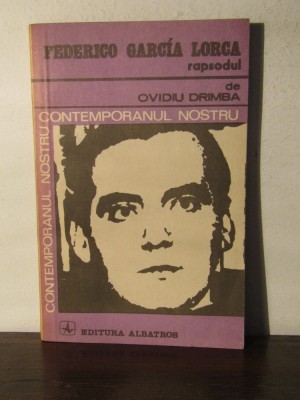 FEDERICO GARCÍA LORCA
rapsodul
de
OVIDIU DRIMBA
CONTEMPORANUL NOSTRU
CONTEMPORANUL NOSTRU
EDITURA ALBATROS